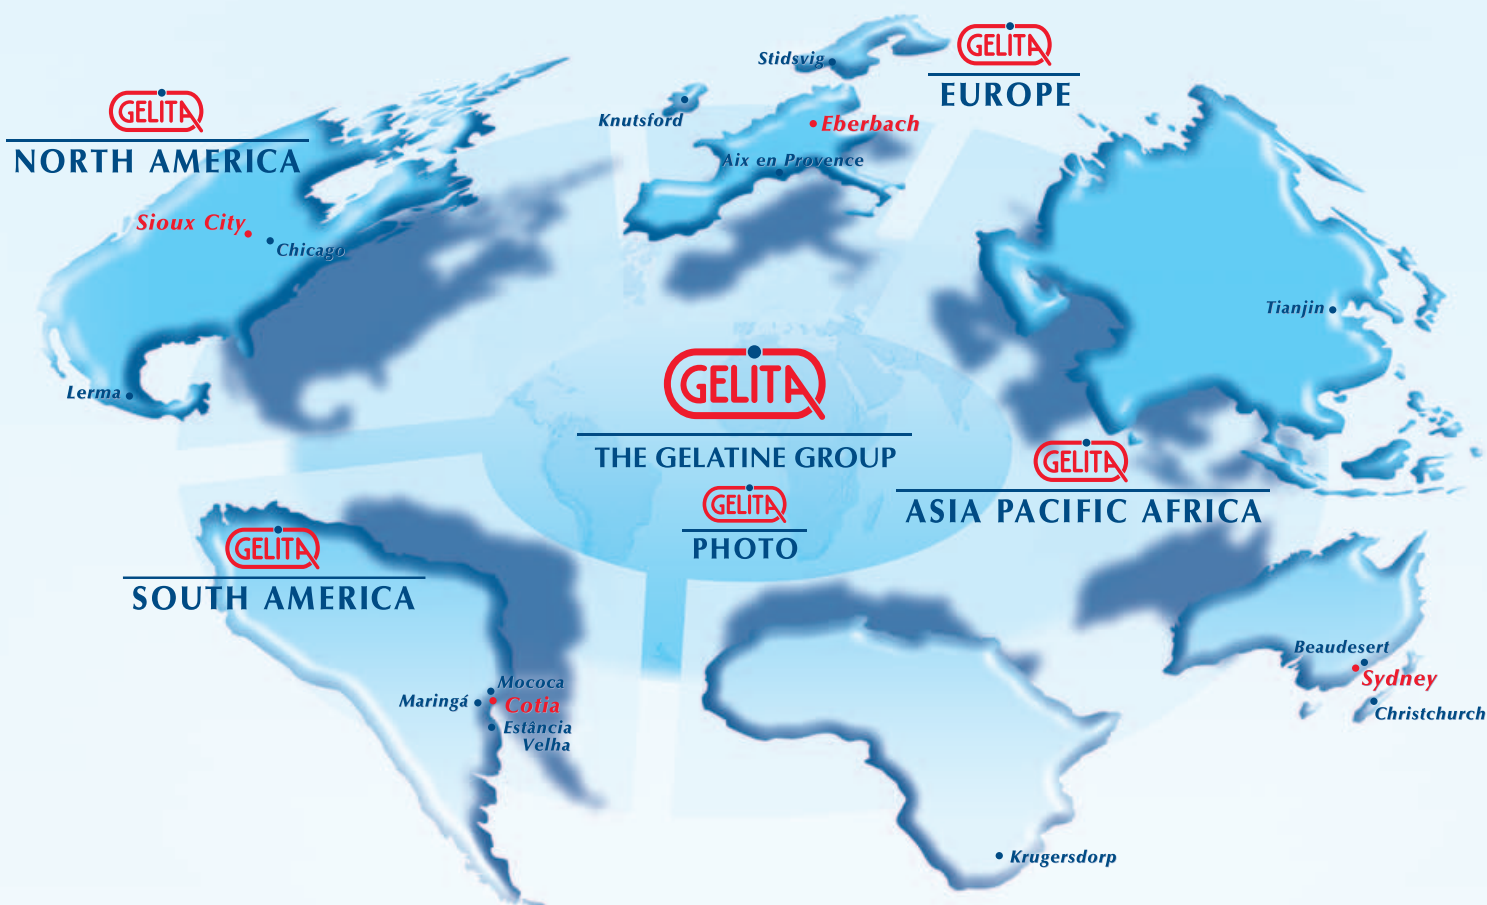 GELITA
NORTH AMERICA
Sioux City
Chicago
Lerma
Stidsvig
Knutsford
Eberbach
Aix en Provence
GELITA
EUROPE
Tianjin
GELITA
THE GELATINE GROUP
GELITA
PHOTO
GELITA
ASIA PACIFIC AFRICA
GELITA
SOUTH AMERICA
Mococa
Maringá
Cotia
Estância
Velha
Beaudesert
Sydney
Christchurch
Krugersdorp